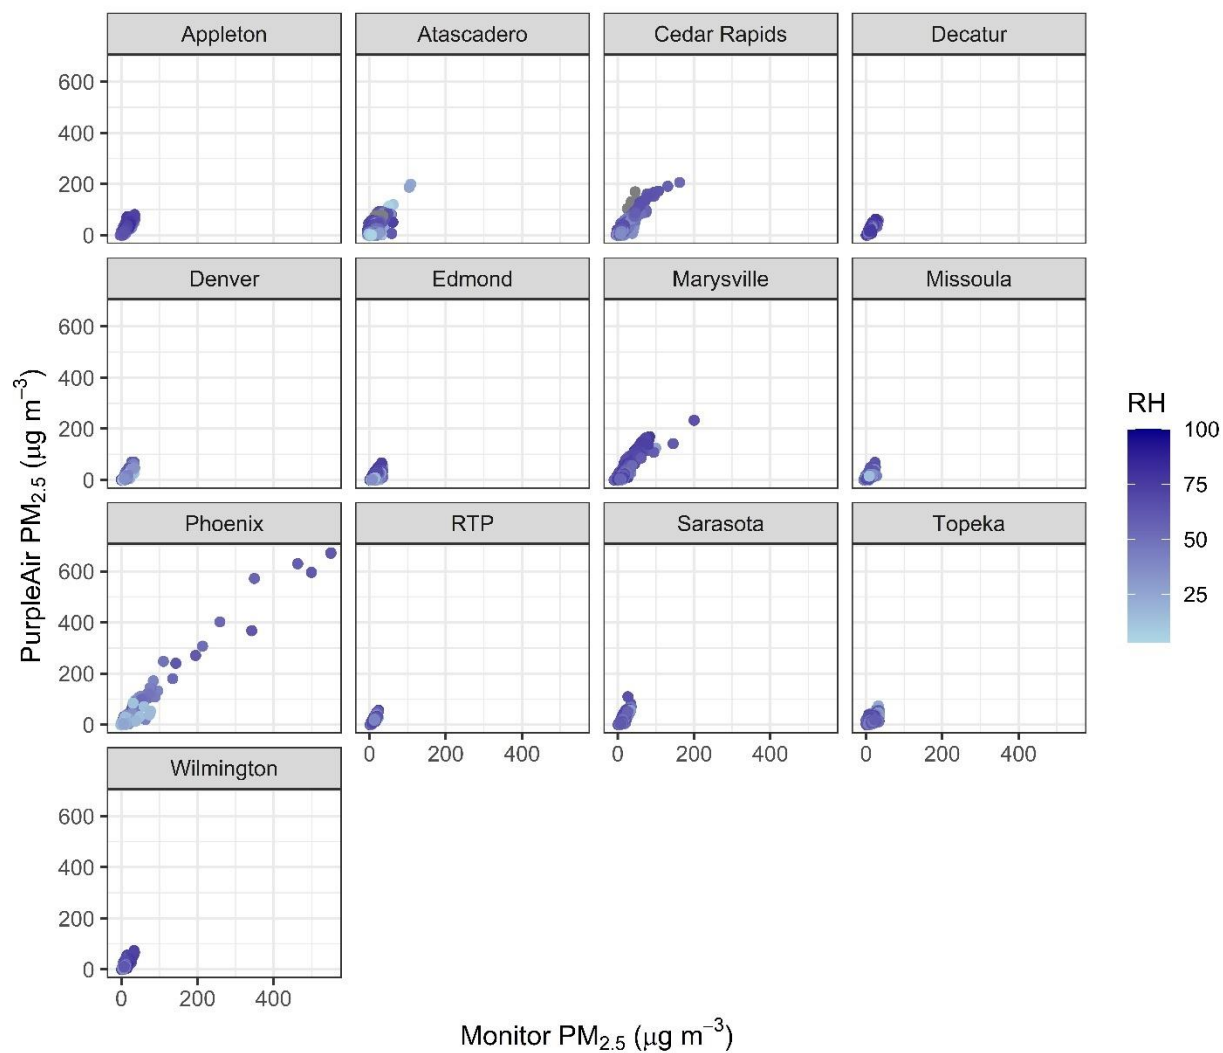 Appleton
Atascadero
Cedar Rapids
Decatur
600
400
200
0
Denver
Edmond
Marysville
Missoula
600
400
200
0
Phoenix
RTP
Sarasota
Topeka
600
400
200
0
0 200 400
0 200 400
0 200 400
Wilmington
600
400
200
0
0 200 400
PurpleAir PM2.5 (µg m⁻³)
Monitor PM2.5 (µg m⁻³)
RH
100
75
50
25